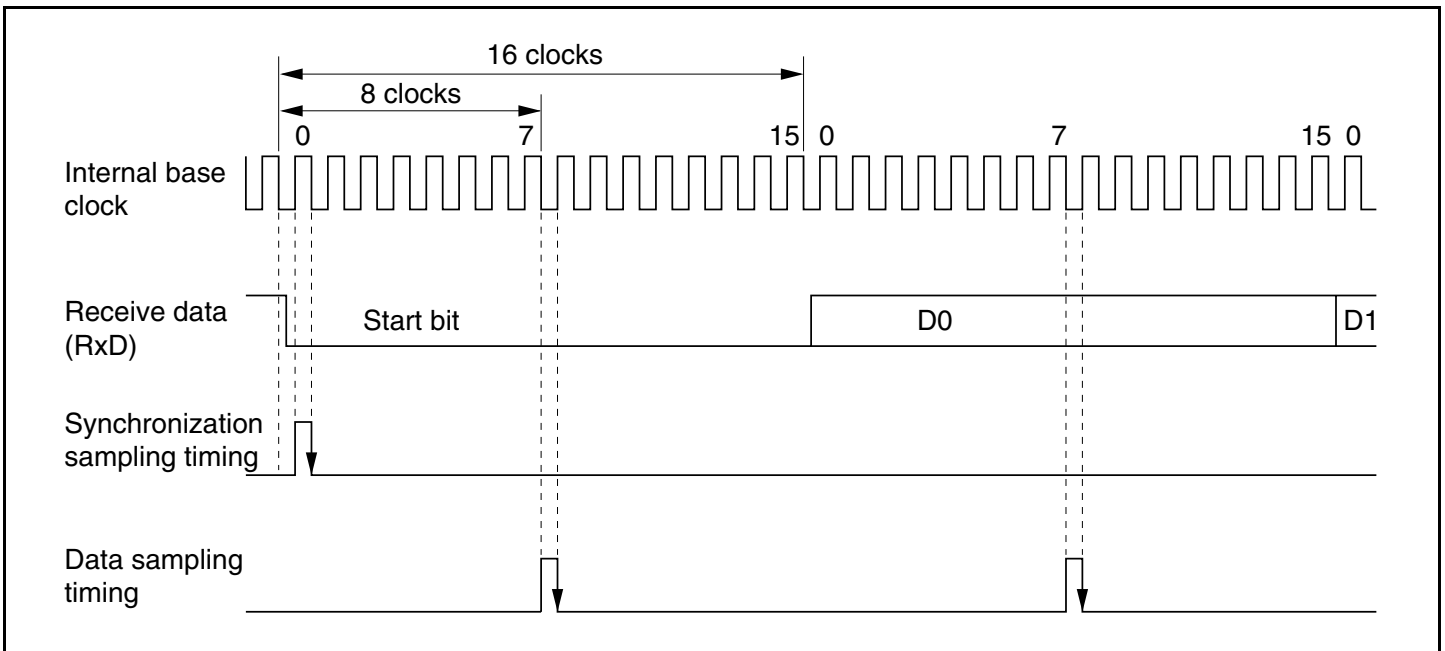 16 clocks
8 clocks
0 7 15 0 7 15 0
Internal base
clock
Receive data
(RxD)
Start bit D0 D1
Synchronization
sampling timing
Data sampling
timing